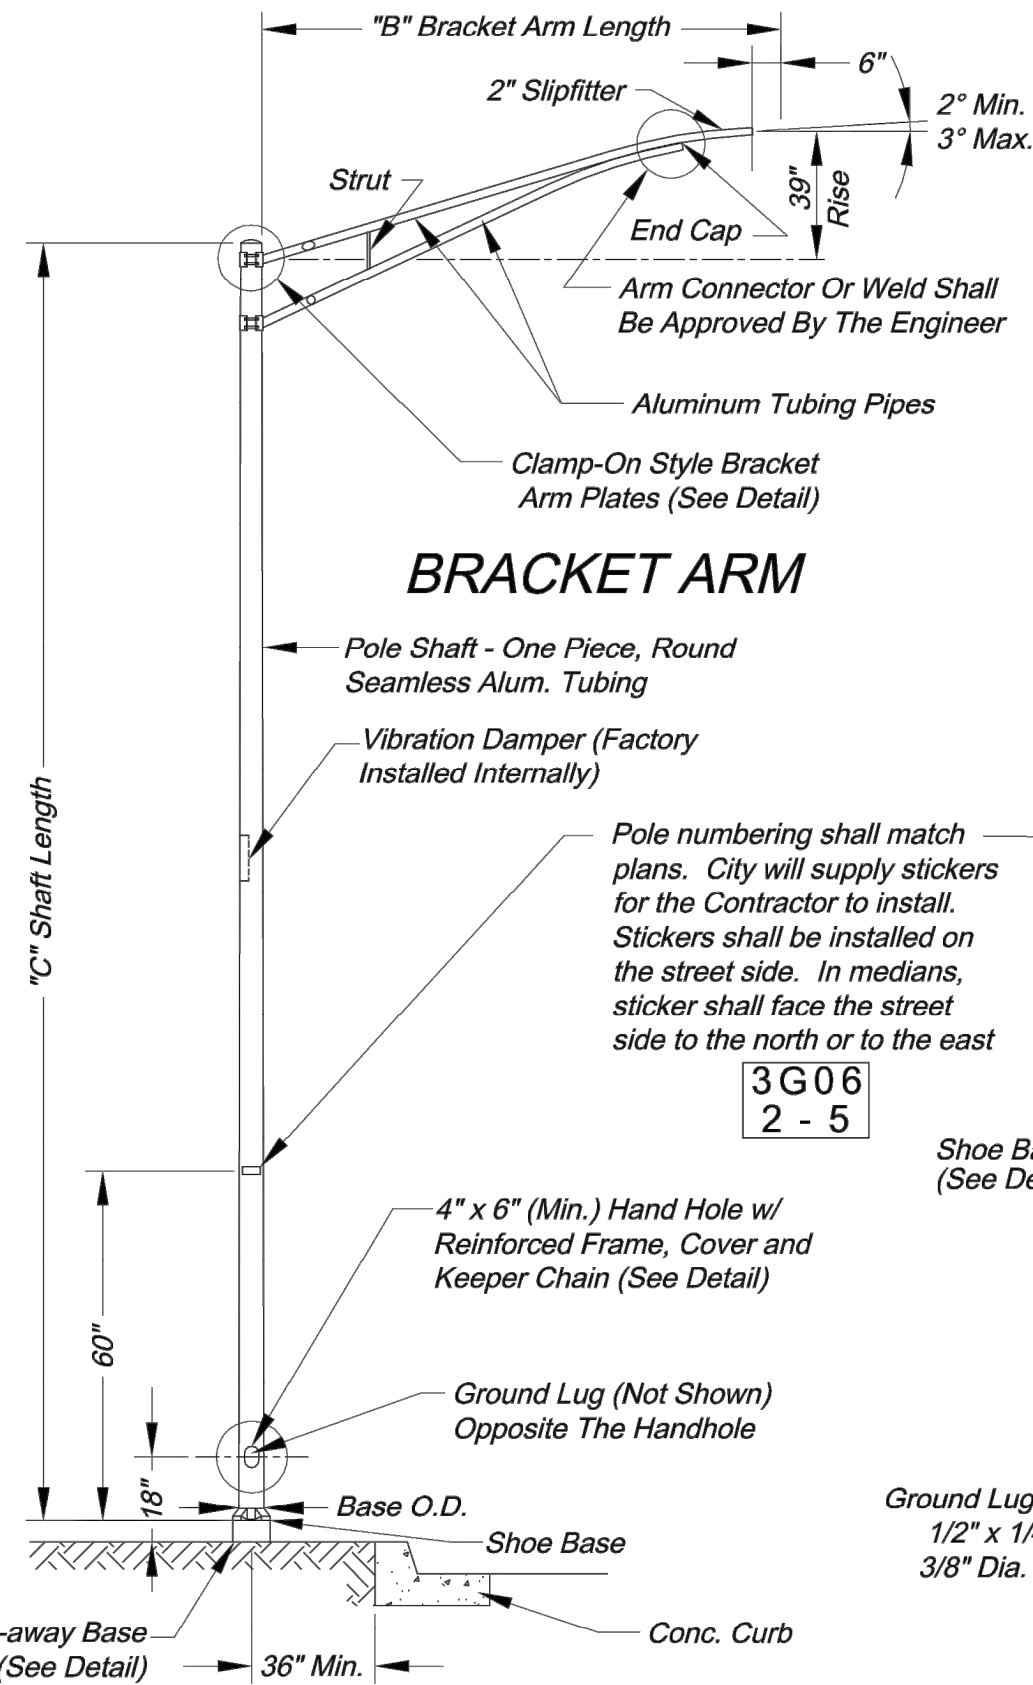 "B" Bracket Arm Length
6"
2" Slipfitter
2° Min.
3° Max.
Strut
39"
Rise
End Cap
Arm Connector Or Weld Shall
Be Approved By The Engineer
Aluminum Tubing Pipes
Clamp-On Style Bracket
Arm Plates (See Detail)
BRACKET ARM
Pole Shaft - One Piece, Round
Seamless Alum. Tubing
Vibration Damper (Factory
Installed Internally)
"C" Shaft Length
Pole numbering shall match
plans. City will supply stickers
for the Contractor to install.
Stickers shall be installed on
the street side. In medians,
sticker shall face the street
side to the north or to the east
3G06
2 - 5
Shoe
(See
4" x 6" (Min.) Hand Hole w/
Reinforced Frame, Cover and
Keeper Chain (See Detail)
60"
Ground Lug (Not Shown)
Opposite The Handhole
18"
Base O.D.
Shoe Base
Ground Lug
1/2" x
3/8" Dia.
-away Base
(See Detail)
36" Min.
Conc. Curb